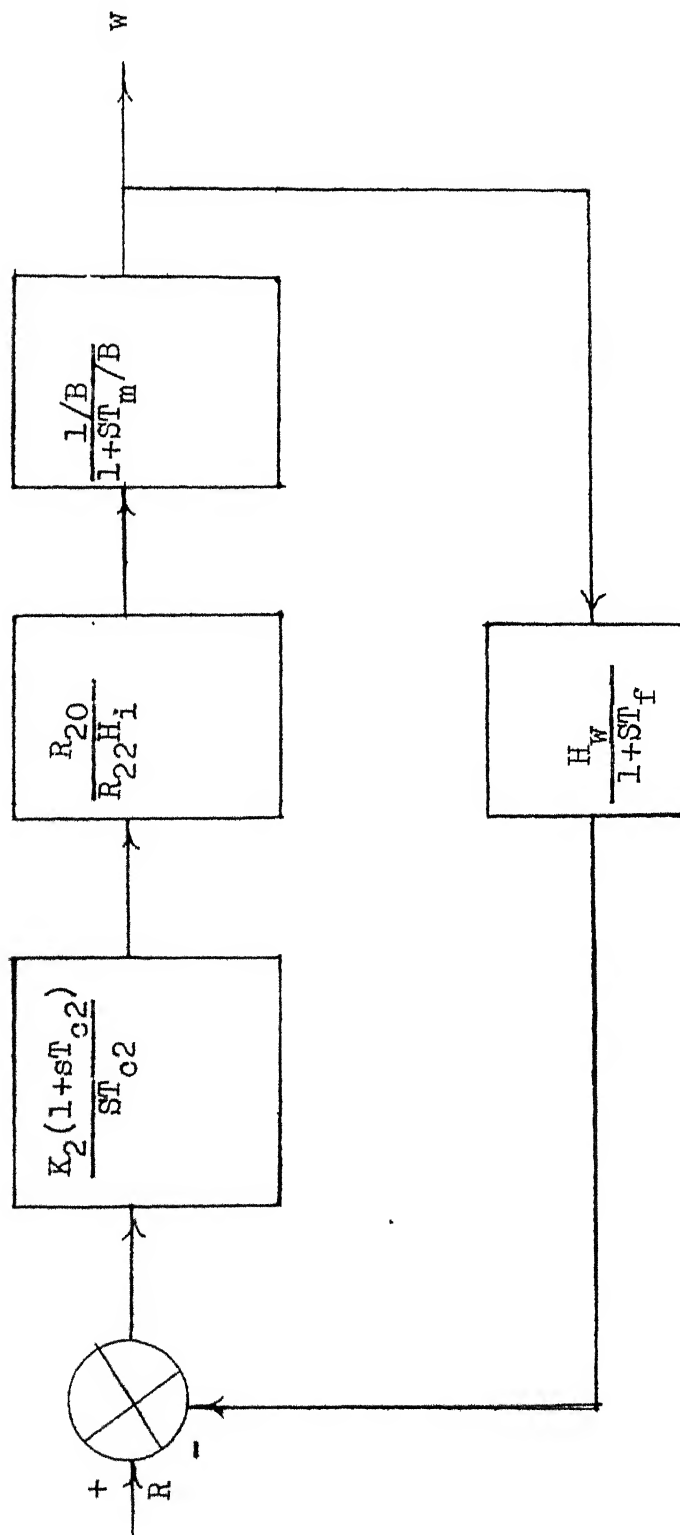 +
R
-
K2(1+sTc2)
STc2
R20
R22Hi
1/B
1+STm/B
w
Hw
1+STf